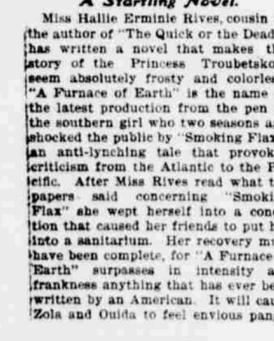 A Startling Novel.
Miss Hallie Erminie Rives, cousin
the author of "The Quick or the Dead
has written a novel that makes
story of the Princess Troubetsko
seem absolutely frosty and colorle
"A Furnace of Earth" is the name
the latest production from the pen
the southern girl who two seasons a
shocked the public by "Smoking Flax
an anti-lynching tale that provok
criticism from the Atlantic to the P
cific. After Miss Rives read what t
papers said concerning "Smoki
Flax" she wept herself into a con
tion that caused her friends to put h
into a sanitarium. Her recovery m
have been complete, for "A Furnace
Earth" surpasses in intensity a
frankness anything that has ever be
written by an American. It will cau
Zola and Ouida to feel envious pan